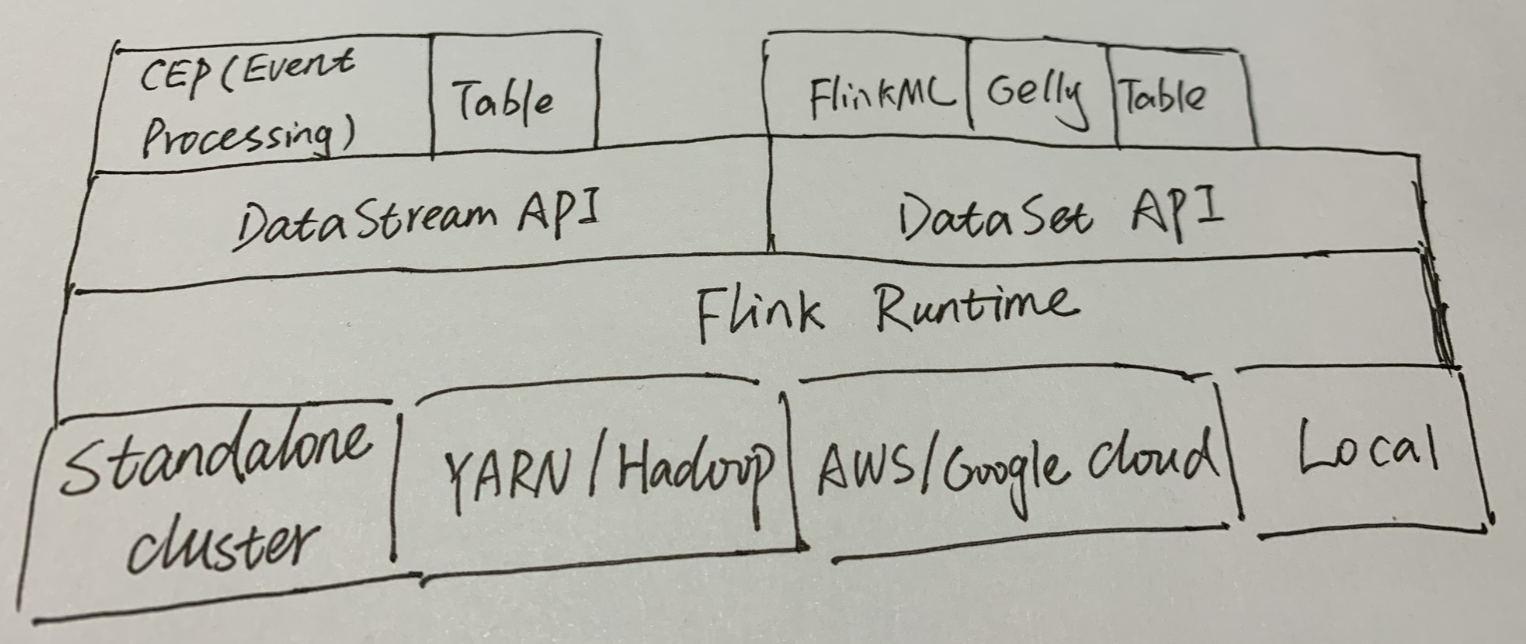 CEP (Event
Processing)
Table
FlinkML
Gelly
Table
DataStream API
DataSet API
Flink Runtime
Standalone
cluster
YARN/Hadoop
AWS/Google cloud
Local